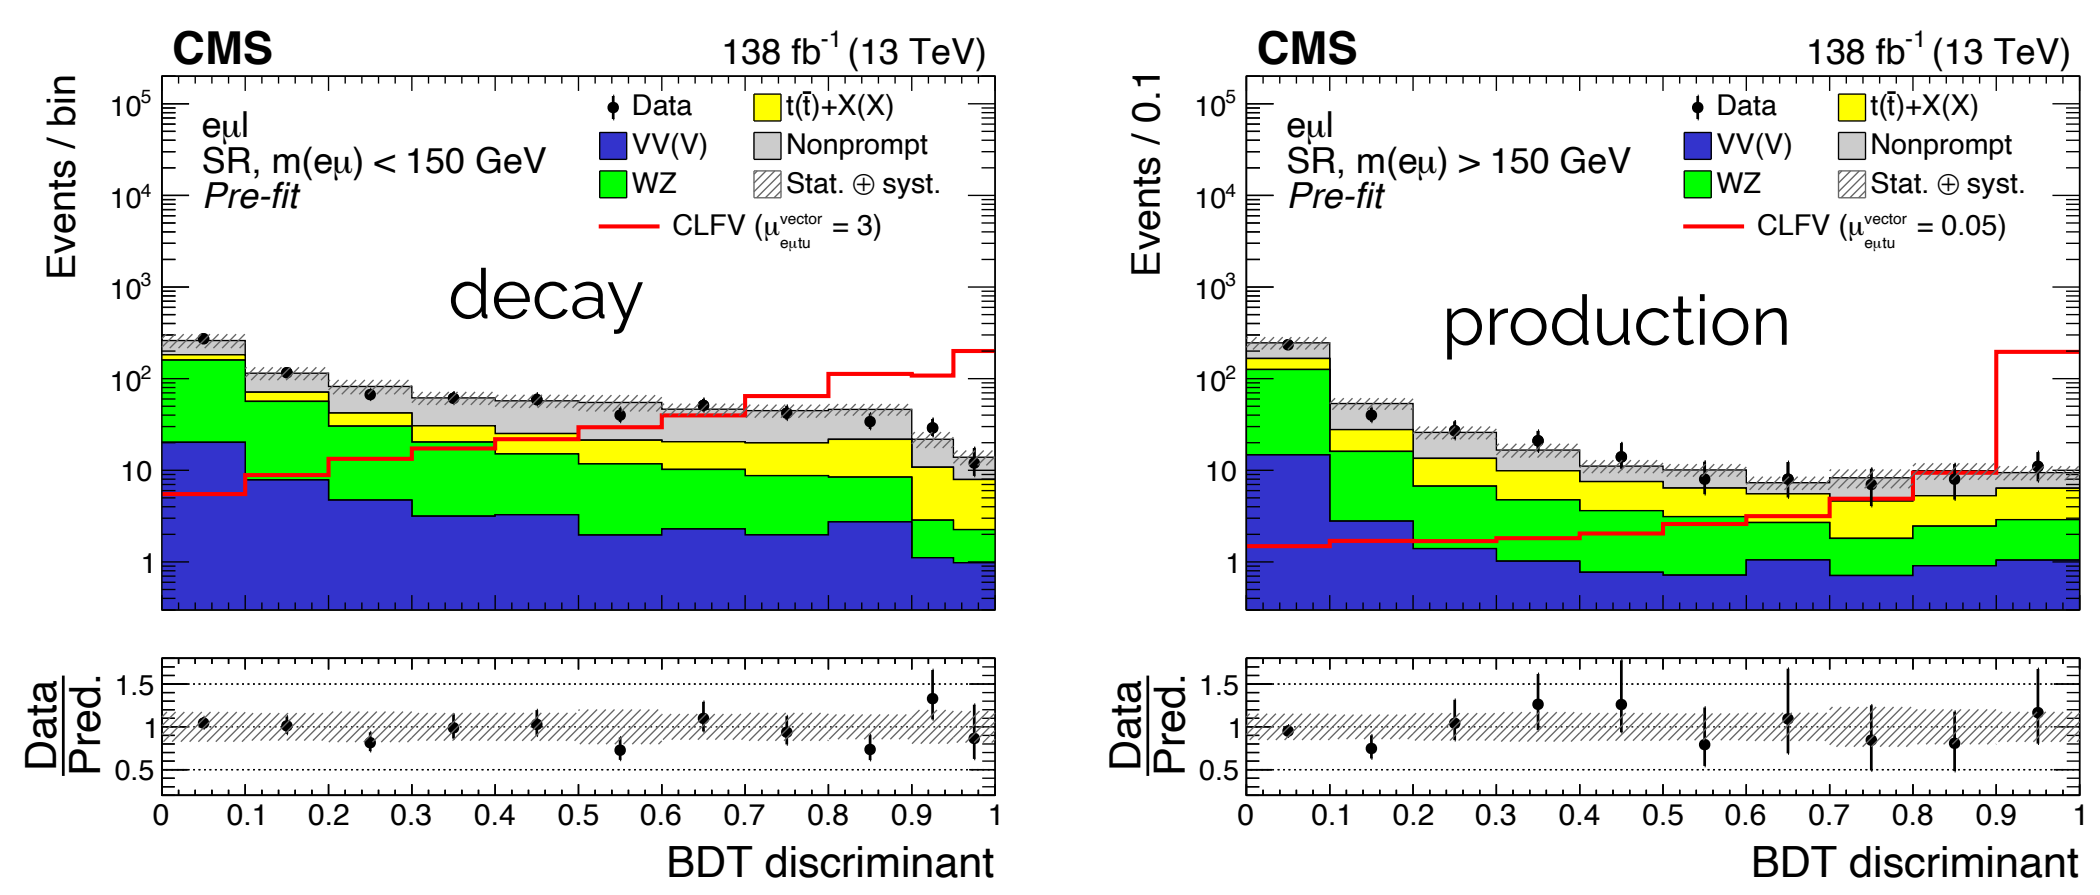 CMS 138 fb⁻¹ (13 TeV)
Events / bin
10⁵
10⁴
10³
10²
10
1
eμl
SR, m(eμ) < 150 GeV
Pre-fit
Data
t(t̄)+X(X)
VV(V)
Nonprompt
WZ
Stat. ⊕ syst.
CLFV (μ^vector_eμtu = 3)
decay
Data
Pred.
1.5
1
0.5
0 0.1 0.2 0.3 0.4 0.5 0.6 0.7 0.8 0.9 1
BDT discriminant
CMS 138 fb⁻¹ (13 TeV)
Events / 0.1
10⁵
10⁴
10³
10²
10
1
eμl
SR, m(eμ) > 150 GeV
Pre-fit
Data
t(t̄)+X(X)
VV(V)
Nonprompt
WZ
Stat. ⊕ syst.
CLFV (μ^vector_eμtu = 0.05)
production
Data
Pred.
1.5
1
0.5
0 0.1 0.2 0.3 0.4 0.5 0.6 0.7 0.8 0.9 1
BDT discriminant